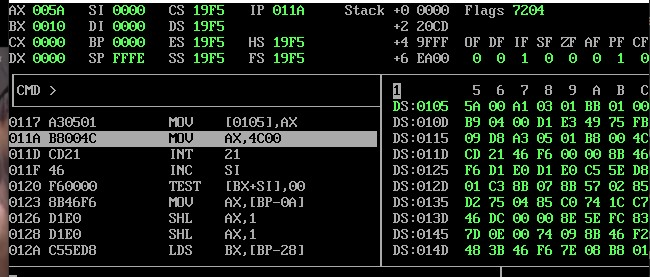 AX 005A SI 0000 CS 19F5 IP 011A Stack +0 0000 Flags 7204
BX 0010 DI 0000 DS 19F5 +2 20CD
CX 0000 BP 0000 ES 19F5 HS 19F5 +4 9FFF OF DF IF SF ZF AF PF CF
DX 0000 SP FFFE SS 19F5 FS 19F5 +6 EA00 0 0 1 0 0 0 1 0
CMD > 1 5 6 7 8 9 A B C
DS:0105 5A 00 A1 03 01 BB 01 00
0117 A30501 MOV [0105],AX DS:010D B9 04 00 D1 E3 49 75 FB
011A B8004C MOV AX,4C00 DS:0115 09 D8 A3 05 01 B8 00 4C
011D CD21 INT 21 DS:011D CD 21 46 F6 00 00 8B 46
011F 46 INC SI DS:0125 F6 D1 E0 D1 E0 C5 5E D8
0120 F60000 TEST [BX+SI],00 DS:012D 01 C3 8B 07 8B 57 02 85
0123 8B46F6 MOV AX,[BP-0A] DS:0135 D2 75 04 85 C0 74 1C C7
0126 D1E0 SHL AX,1 DS:013D 46 DC 00 00 8E 5E FC 83
0128 D1E0 SHL AX,1 DS:0145 7D 0E 00 74 09 8B 46 F2
012A C55ED8 LDS BX,[BP-28] DS:014D 48 3B 46 F6 7E 08 B8 01